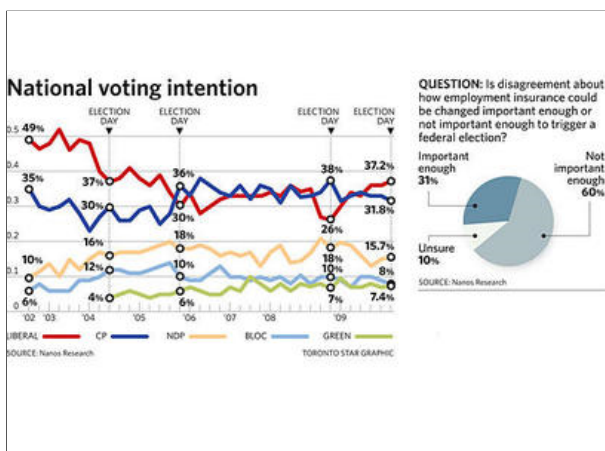 National voting intention
ELECTION DAY
ELECTION DAY
ELECTION DAY
ELECTION DAY
0.5
0.4
0.3
0.2
0.1
0
49%
35%
10%
6%
37%
30%
16%
12%
4%
36%
30%
18%
10%
6%
38%
26%
18%
10%
7%
37.2%
31.8%
15.7%
8%
7.4%
'02 '03 '04 '05 '06 '07 '08 '09
LIBERAL CP NDP BLOC GREEN
SOURCE: Nanos Research TORONTO STAR GRAPHIC
QUESTION: Is disagreement about
how employment insurance could
be changed important enough or
not important enough to trigger a
federal election?
Important
enough
31%
Not
important
enough
60%
Unsure
10%
SOURCE: Nanos Research